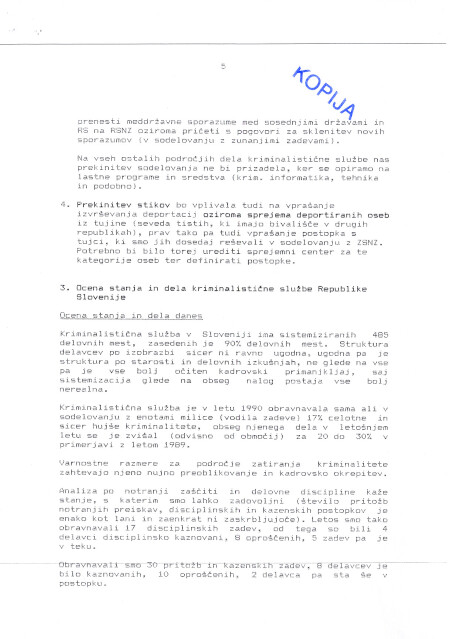 5
KOPIJA
prenesti meddržavne sporazume med sosednjimi državami in
RS na RSNZ oziroma pričeti s pogovori za sklenitev novih
sporazumov (v sodelovanju z zunanjimi zadevami).
Na vseh ostalih področjih dela kriminalistične službe nas
prekinitev sodelovanja ne bi prizadela, ker se opiramo na
lastne programe in sredstva (krim. informatika, tehnika
in podobno).
4. Prekinitev stikov bo vplivala tudi na vprašanje
izvrševanja deportacij oziroma sprejema deportiranih oseb
iz tujine (seveda tistih, ki imajo bivališče v drugih
republikah), prav tako pa tudi vprašanje postopka s
tujci, ki smo jih dosedaj reševali v sodelovanju z ZSNZ.
Potrebno bi bilo torej urediti sprejemni center za te
kategorije oseb ter definirati postopke.
3. Ocena stanja in dela kriminalistične službe Republike
Slovenije
Ocena stanja in dela danes
Kriminalistična služba v Sloveniji ima sistemiziranih 485
delovnih mest, zasedenih je 90% delovnih mest. Struktura
delavcev po izobrazbi sicer ni ravno ugodna, ugodna pa je
struktura po starosti in delovnih izkušnjah, ne glede na vse
pa je vse bolj očiten kadrovski primanjkljaj, saj
sistemizacija glede na obseg nalog postaja vse bolj
nerealna.
Kriminalistična služba je v letu 1990 obravnavala sama ali v
sodelovanju z enotami milice (vodila zadeve) 17% celotne in
sicer hujše kriminalitete, obseg njenega dela v letošnjem
letu se je zvišal (odvisno od območij) za 20 do 30% v
primerjavi z letom 1989.
Varnostne razmere za področje zatiranja kriminalitete
zahtevajo njeno nujno preoblikovanje in kadrovsko okrepitev.
Analiza po notranji zaščiti in delovne discipline kaže
stanje, s katerim smo lahko zadovoljni (število pritožb
notranjih preiskav, disciplinskih in kazenskih postopkov je
enako kot lani in zaenkrat ni zaskrbljujoče). Letos smo tako
obravnavali 17 disciplinskih zadev, od tega so bili 4
delavci disciplinsko kaznovani, 8 oproščenih, 5 zadev pa je
v teku.
Obravnavali smo 30 pritožb in kazenskih zadev, 8 delavcev je
bilo kaznovanih, 10 oproščenih, 2 delavca pa sta še v
postopku.